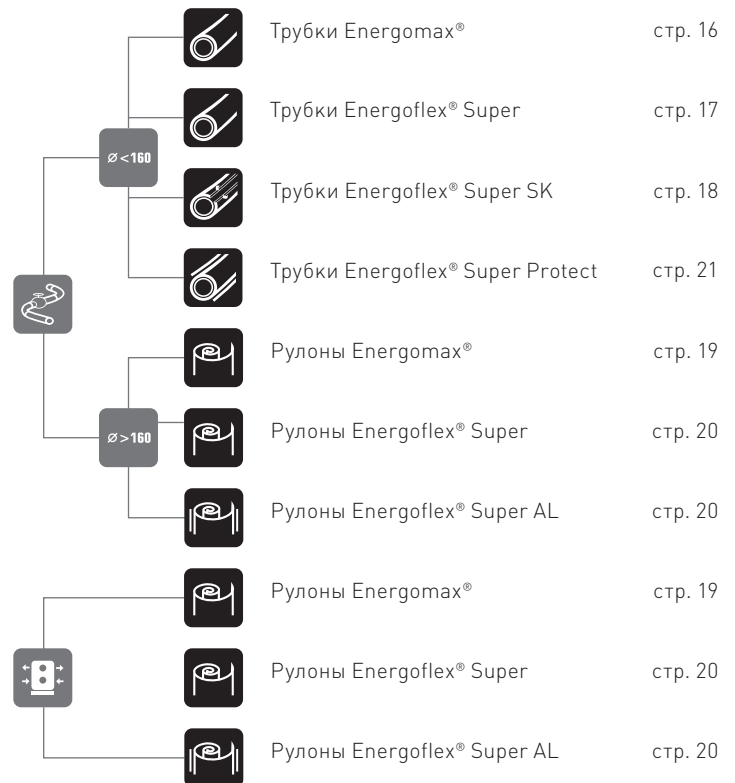 Трубки Energomax® стр. 16
Трубки Energoflex® Super стр. 17
ø<160
Трубки Energoflex® Super SK стр. 18
Трубки Energoflex® Super Protect стр. 21
Рулоны Energomax® стр. 19
ø>160
Рулоны Energoflex® Super стр. 20
Рулоны Energoflex® Super AL стр. 20
Рулоны Energomax® стр. 19
Рулоны Energoflex® Super стр. 20
Рулоны Energoflex® Super AL стр. 20